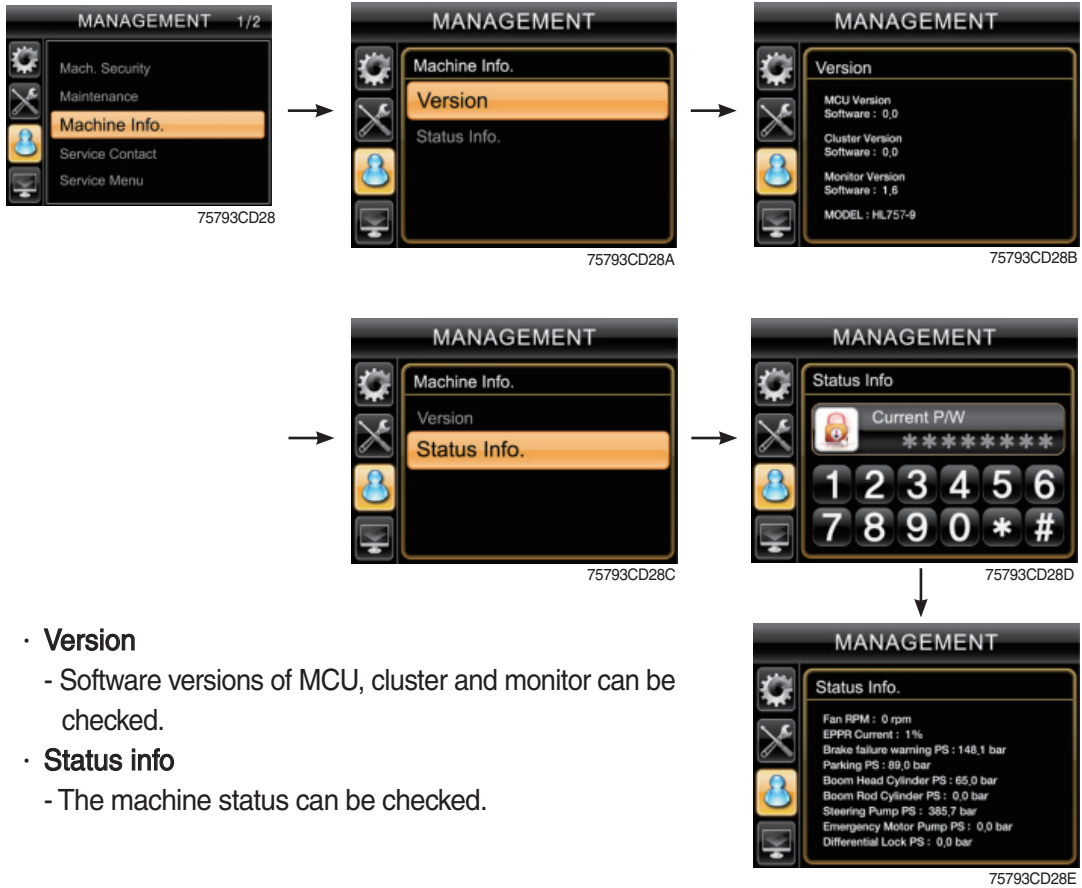 MANAGEMENT 1/2
Mach. Security
Maintenance
Machine Info.
Service Contact
Service Menu
75793CD28
MANAGEMENT
Machine Info.
Version
Status Info.
75793CD28A
MANAGEMENT
Version
MCU Version
Software : 0,0
Cluster Version
Software : 0,0
Monitor Version
Software : 1,6
MODEL : HL757-9
75793CD28B
MANAGEMENT
Machine Info.
Version
Status Info.
75793CD28C
MANAGEMENT
Status Info
Current P/W
********
1 2 3 4 5 6
7 8 9 0 * #
75793CD28D
· Version
- Software versions of MCU, cluster and monitor can be
checked.
· Status info
- The machine status can be checked.
MANAGEMENT
Status Info.
Fan RPM : 0 rpm
EPPR Current : 1%
Brake failure warning PS : 148,1 bar
Parking PS : 89,0 bar
Boom Head Cylinder PS : 65,0 bar
Boom Rod Cylinder PS : 0,0 bar
Steering Pump PS : 385,7 bar
Emergency Motor Pump PS : 0,0 bar
Differential Lock PS : 0,0 bar
75793CD28E